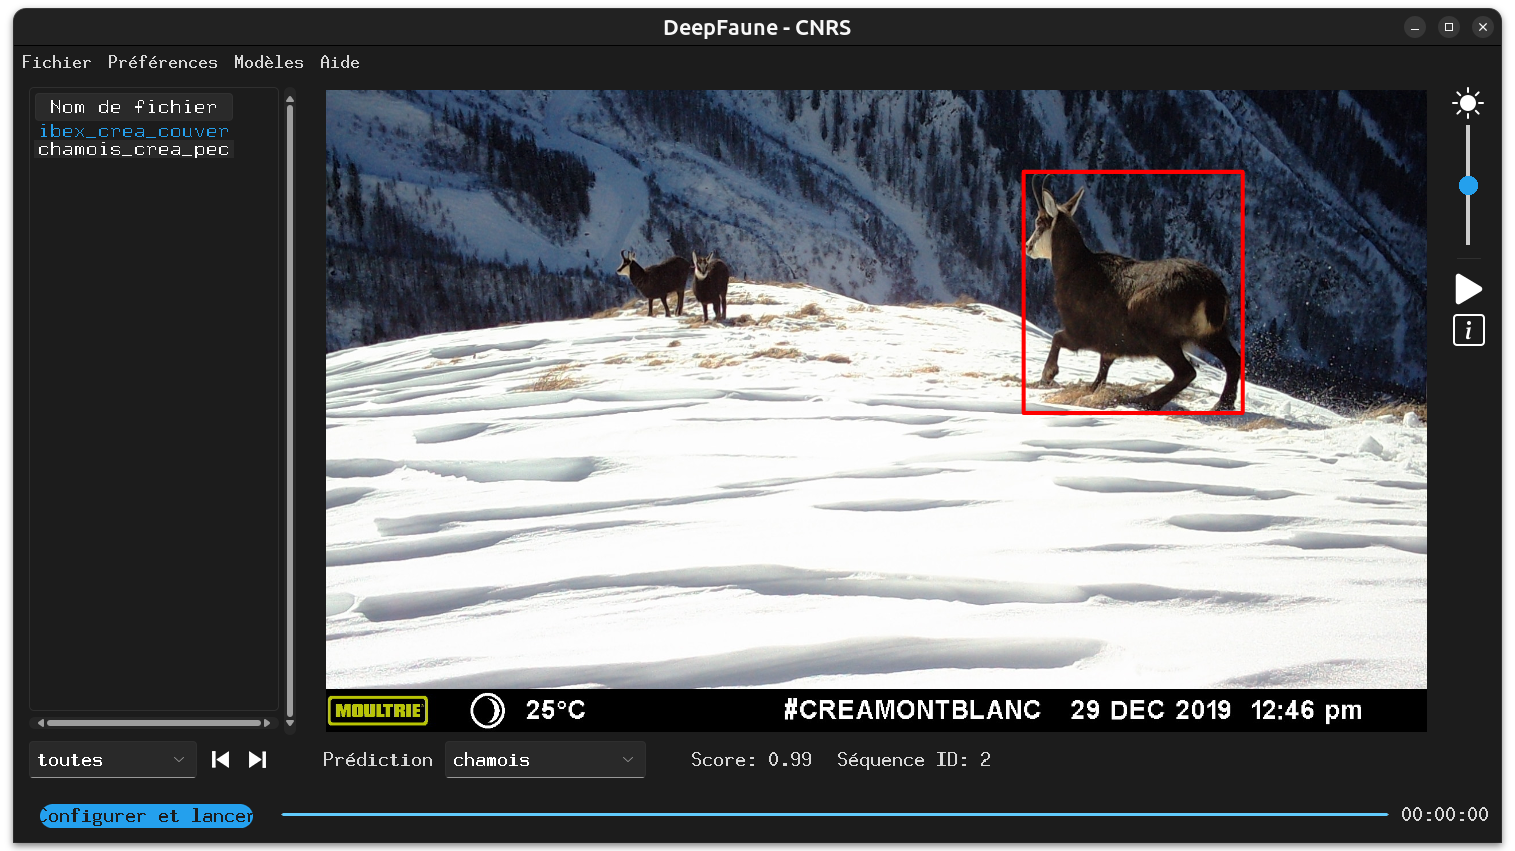 DeepFaune - CNRS
Fichier Préférences Modèles Aide
Nom de fichier
ibex_crea_couver
chamois_crea_pec
MOULTRIE 25°C #CREAMONTBLANC 29 DEC 2019 12:46 pm
toutes
Prédiction chamois Score: 0.99 Séquence ID: 2
Configurer et lancer
00:00:00